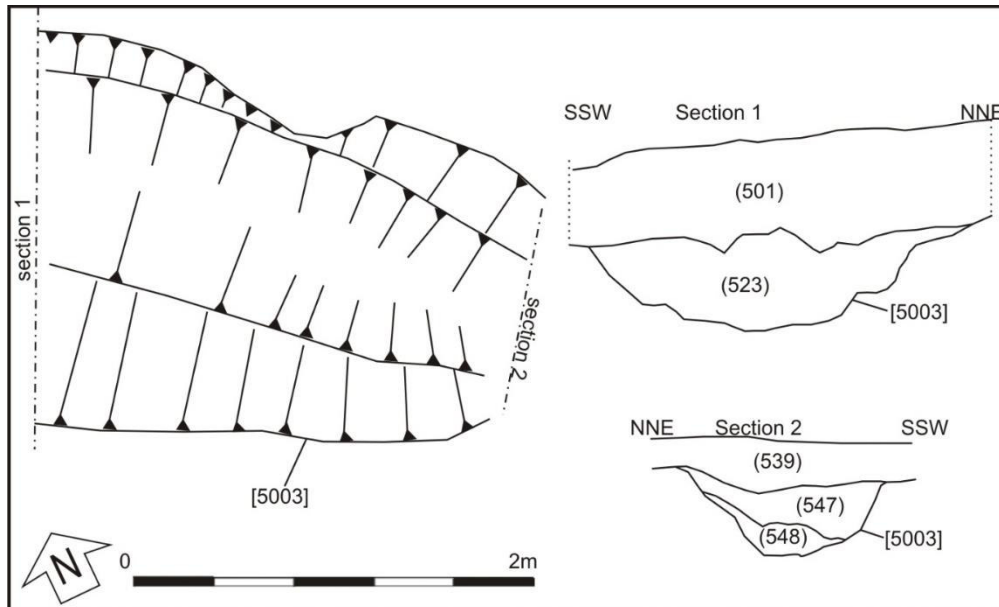 section 1
section 2
[5003]
N
0
2m
SSW Section 1 NNE
(501)
(523)
[5003]
NNE Section 2 SSW
(539)
(547)
(548)
[5003]